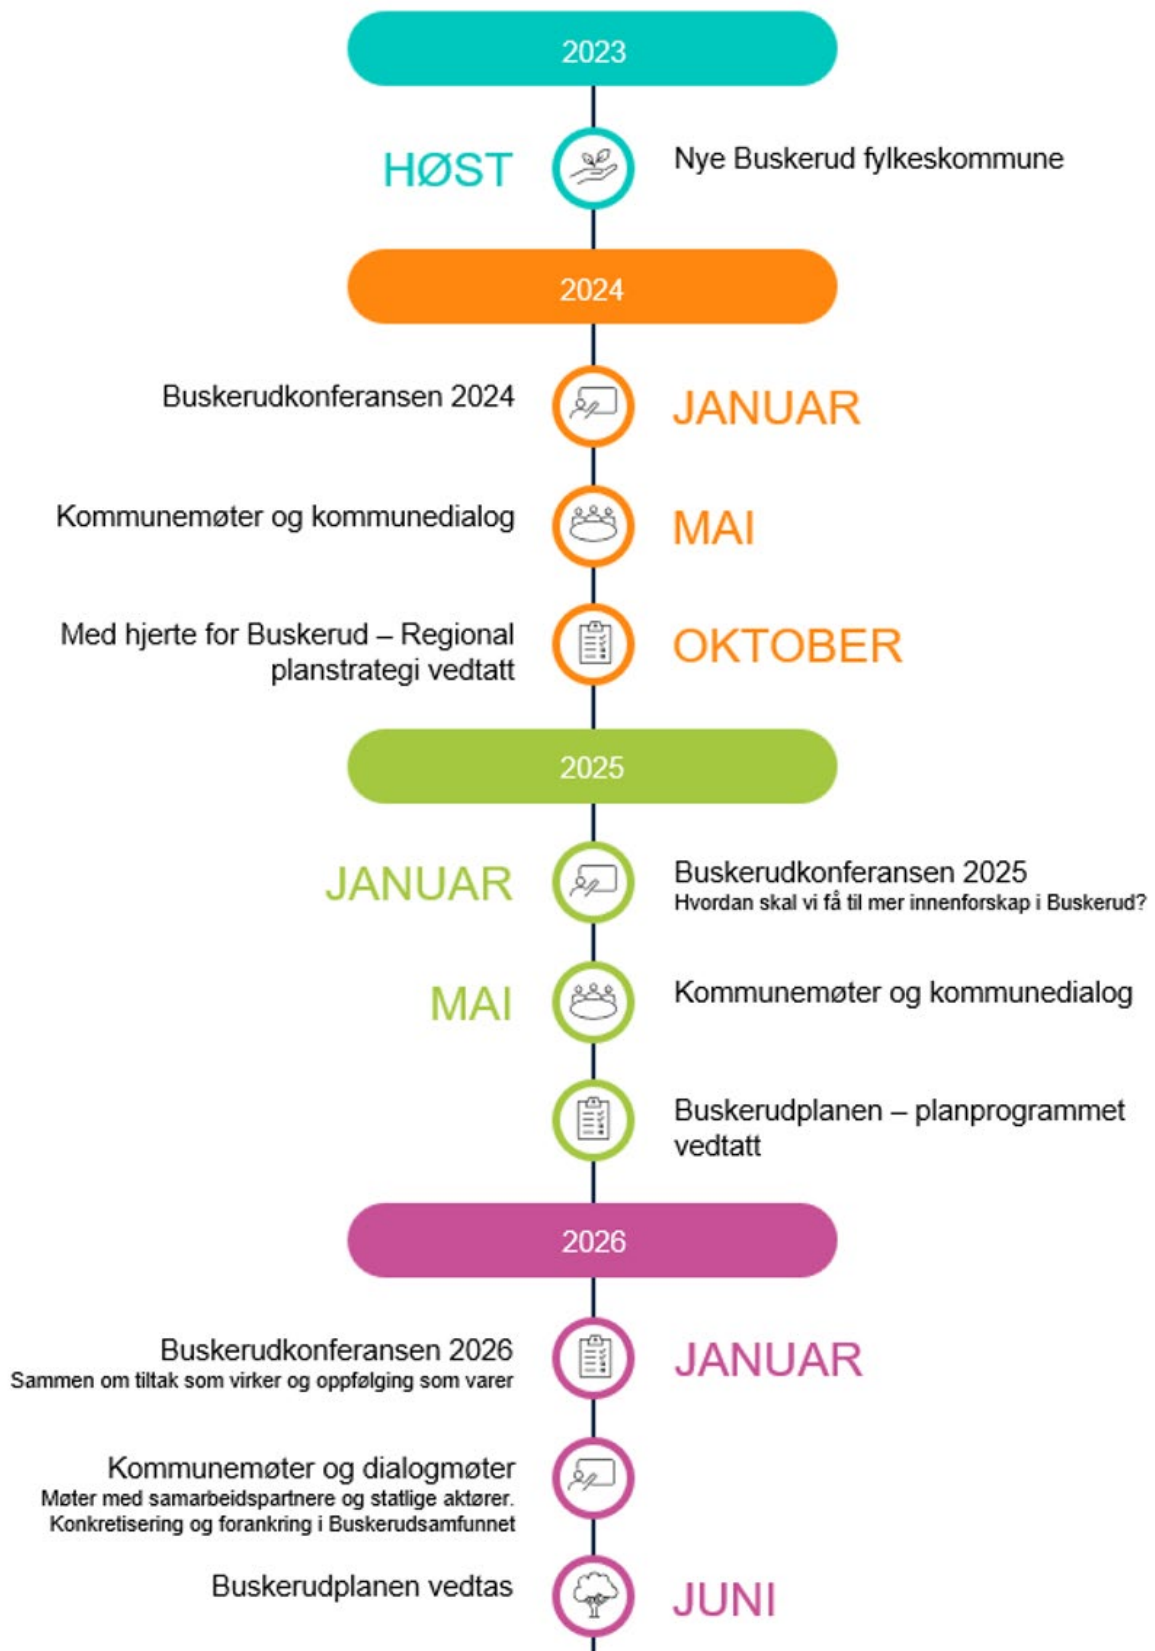 2023
HØST
Nye Buskerud fylkeskommune
2024
Buskerudkonferansen 2024
JANUAR
Kommunemøter og kommunedialog
MAI
Med hjerte for Buskerud – Regional
planstrategi vedtatt
OKTOBER
2025
JANUAR
Buskerudkonferansen 2025
Hvordan skal vi få til mer innenforskap i Buskerud?
MAI
Kommunemøter og kommunedialog
Buskerudplanen – planprogrammet
vedtatt
2026
Buskerudkonferansen 2026
Sammen om tiltak som virker og oppfølging som varer
JANUAR
Kommunemøter og dialogmøter
Møter med samarbeidspartnere og statlige aktører.
Konkretisering og forankring i Buskerudsamfunnet
Buskerudplanen vedtas
JUNI